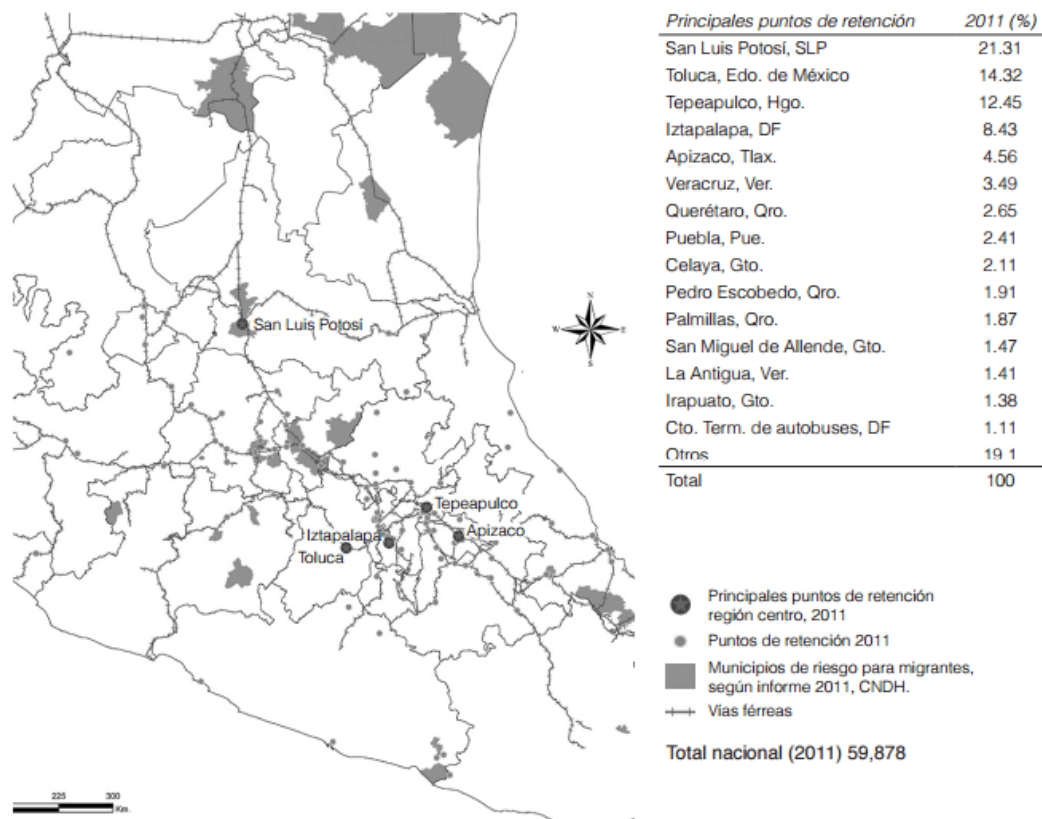 Principales puntos de retención 2011 (%)
San Luis Potosí, SLP 21.31
Toluca, Edo. de México 14.32
Tepeapulco, Hgo. 12.45
Iztapalapa, DF 8.43
Apizaco, Tlax. 4.56
Veracruz, Ver. 3.49
Querétaro, Qro. 2.65
Puebla, Pue. 2.41
Celaya, Gto. 2.11
Pedro Escobedo, Qro. 1.91
Palmillas, Qro. 1.87
San Miguel de Allende, Gto. 1.47
La Antigua, Ver. 1.41
Irapuato, Gto. 1.38
Cto. Term. de autobuses, DF 1.11
Otros 19.1
Total 100
N
W E
S
San Luis Potosí
Tepeapulco
Iztapalapa
Apizaco
Toluca
Principales puntos de retención
región centro, 2011
Puntos de retención 2011
Municipios de riesgo para migrantes,
según informe 2011, CNDH.
Vías férreas
Total nacional (2011) 59,878
225 300
Km.